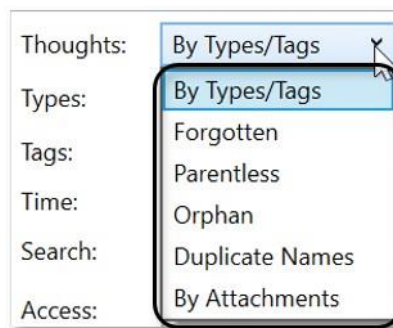 Thoughts: By Types/Tags
Types: By Types/Tags
Forgotten
Tags: Parentless
Time: Orphan
Search: Duplicate Names
Access: By Attachments